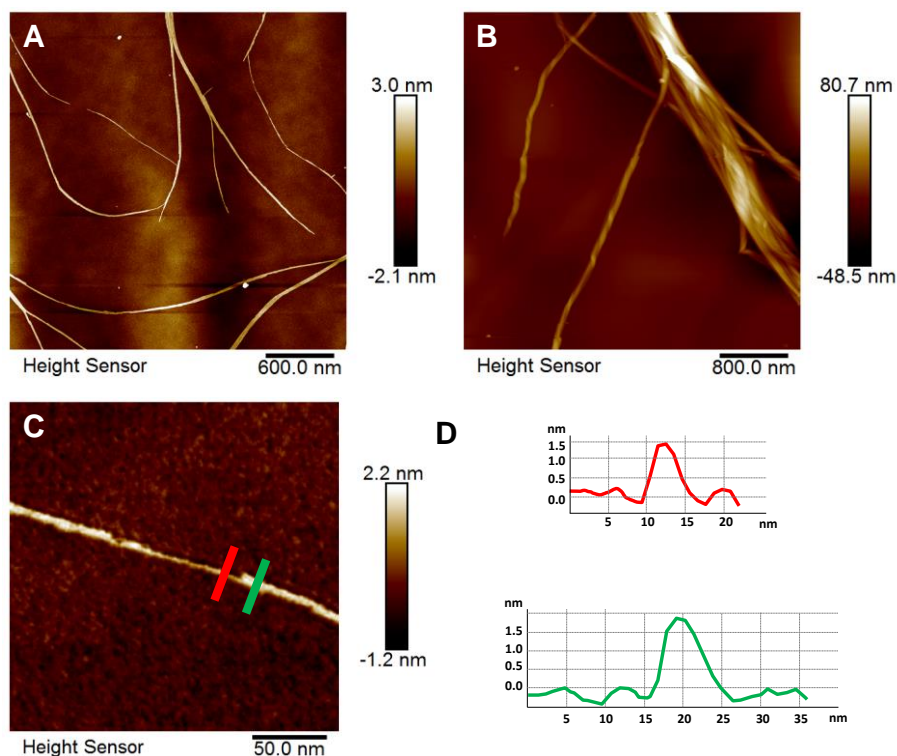 A
3.0 nm
-2.1 nm
Height Sensor
600.0 nm
B
80.7 nm
-48.5 nm
Height Sensor
800.0 nm
C
2.2 nm
-1.2 nm
Height Sensor
50.0 nm
D
nm
1.5
1.0
0.5
0.0
5 10 15 20 nm
nm
1.5
1.0
0.5
0.0
5 10 15 20 25 30 35 nm